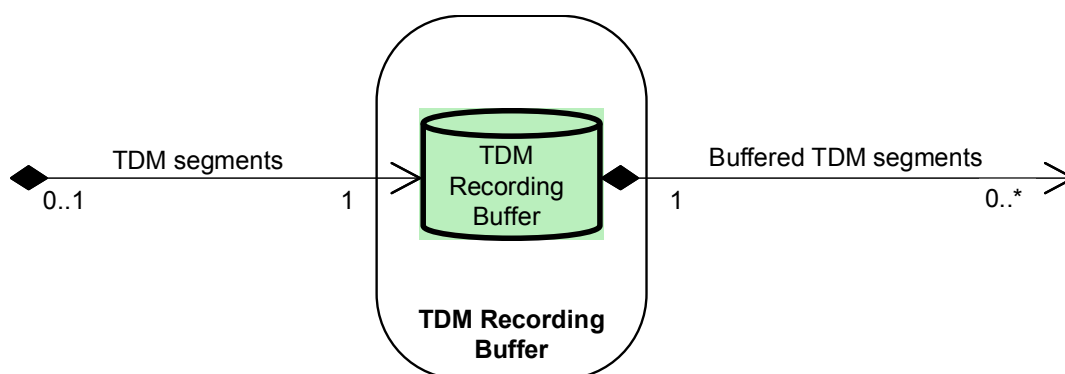 TDM segments
0..1
1
TDM
Recording
Buffer
Buffered TDM segments
1
0..*
TDM Recording
Buffer